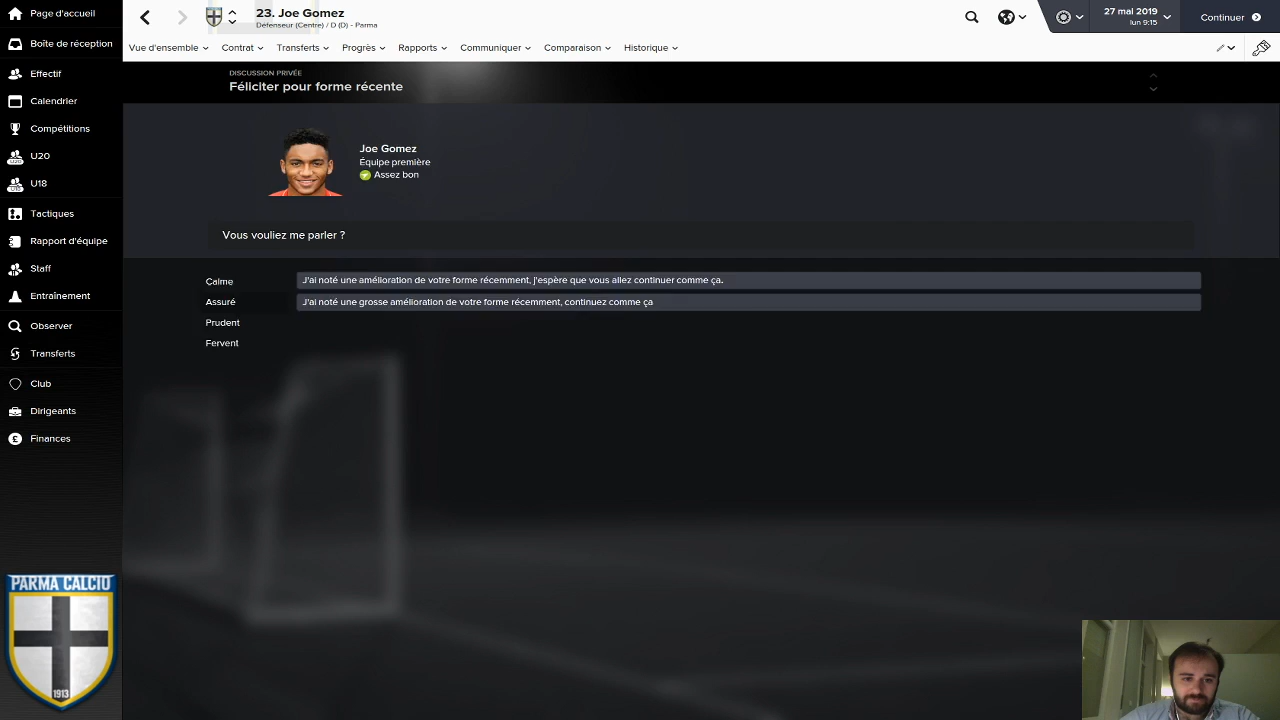 Page d'accueil
Boîte de réception
Effectif
Calendrier
Compétitions
U20
U18
Tactiques
Rapport d'équipe
Staff
Entraînement
Observer
Transferts
Club
Dirigeants
Finances
PARMA CALCIO
1913
23. Joe Gomez
Défenseur (Centre) / D (D) - Parma
27 mai 2019
lun 9:15
Continuer
Vue d'ensemble
Contrat
Transferts
Progrès
Rapports
Communiquer
Comparaison
Historique
DISCUSSION PRIVÉE
Féliciter pour forme récente
Joe Gomez
Équipe première
Assez bon
Vous vouliez me parler ?
Calme
J'ai noté une amélioration de votre forme récemment, j'espère que vous allez continuer comme ça.
Assuré
J'ai noté une grosse amélioration de votre forme récemment, continuez comme ça
Prudent
Fervent